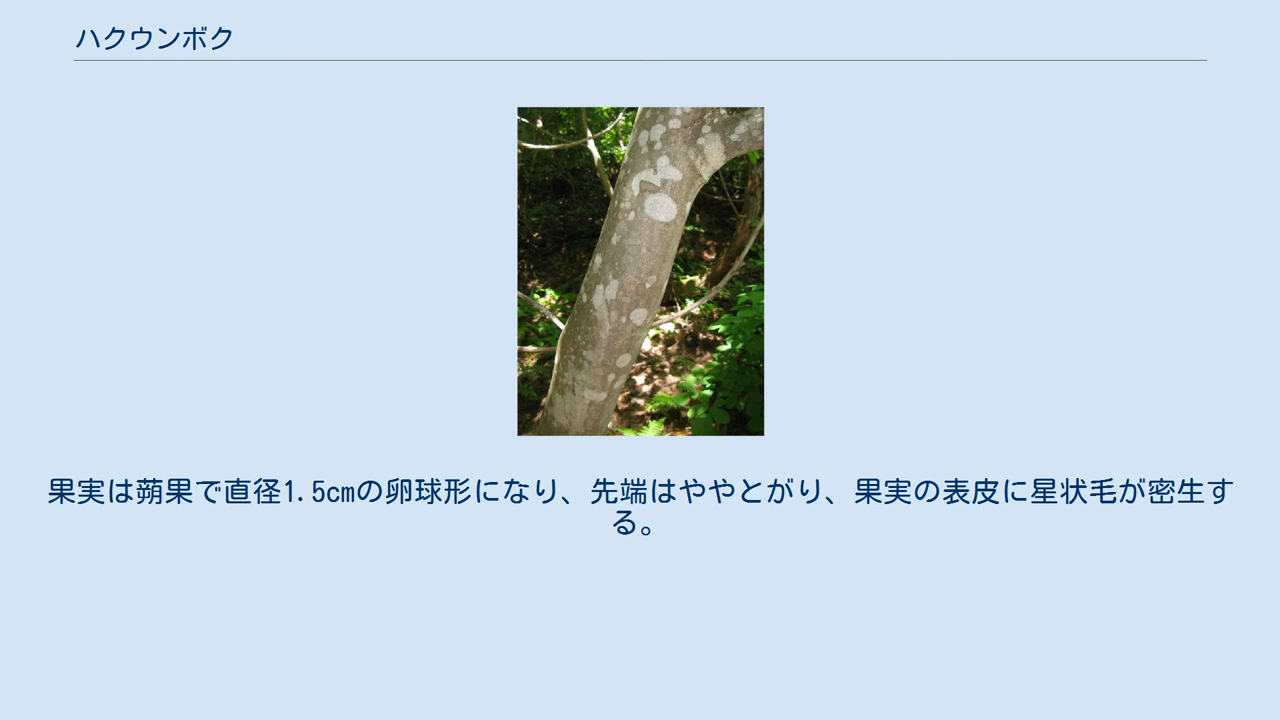 ハクウンボク
果実は蒴果で直径1.5cmの卵球形になり、先端はややとがり、果実の表皮に星状毛が密生す
る。